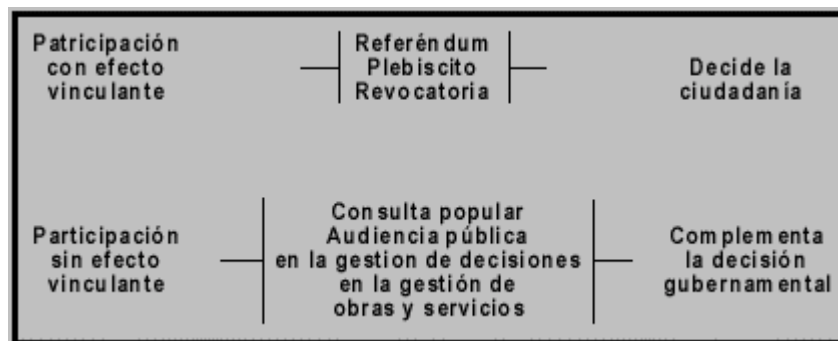 Patricipación
con efecto
vinculante
Referéndum
Plebiscito
Revocatoria
Decide la
ciudadanía
Participación
sin efecto
vinculante
Consulta popular
Audiencia pública
en la gestion de decisiones
en la gestión de
obras y servicios
Complementa
la decisión
gubernamental